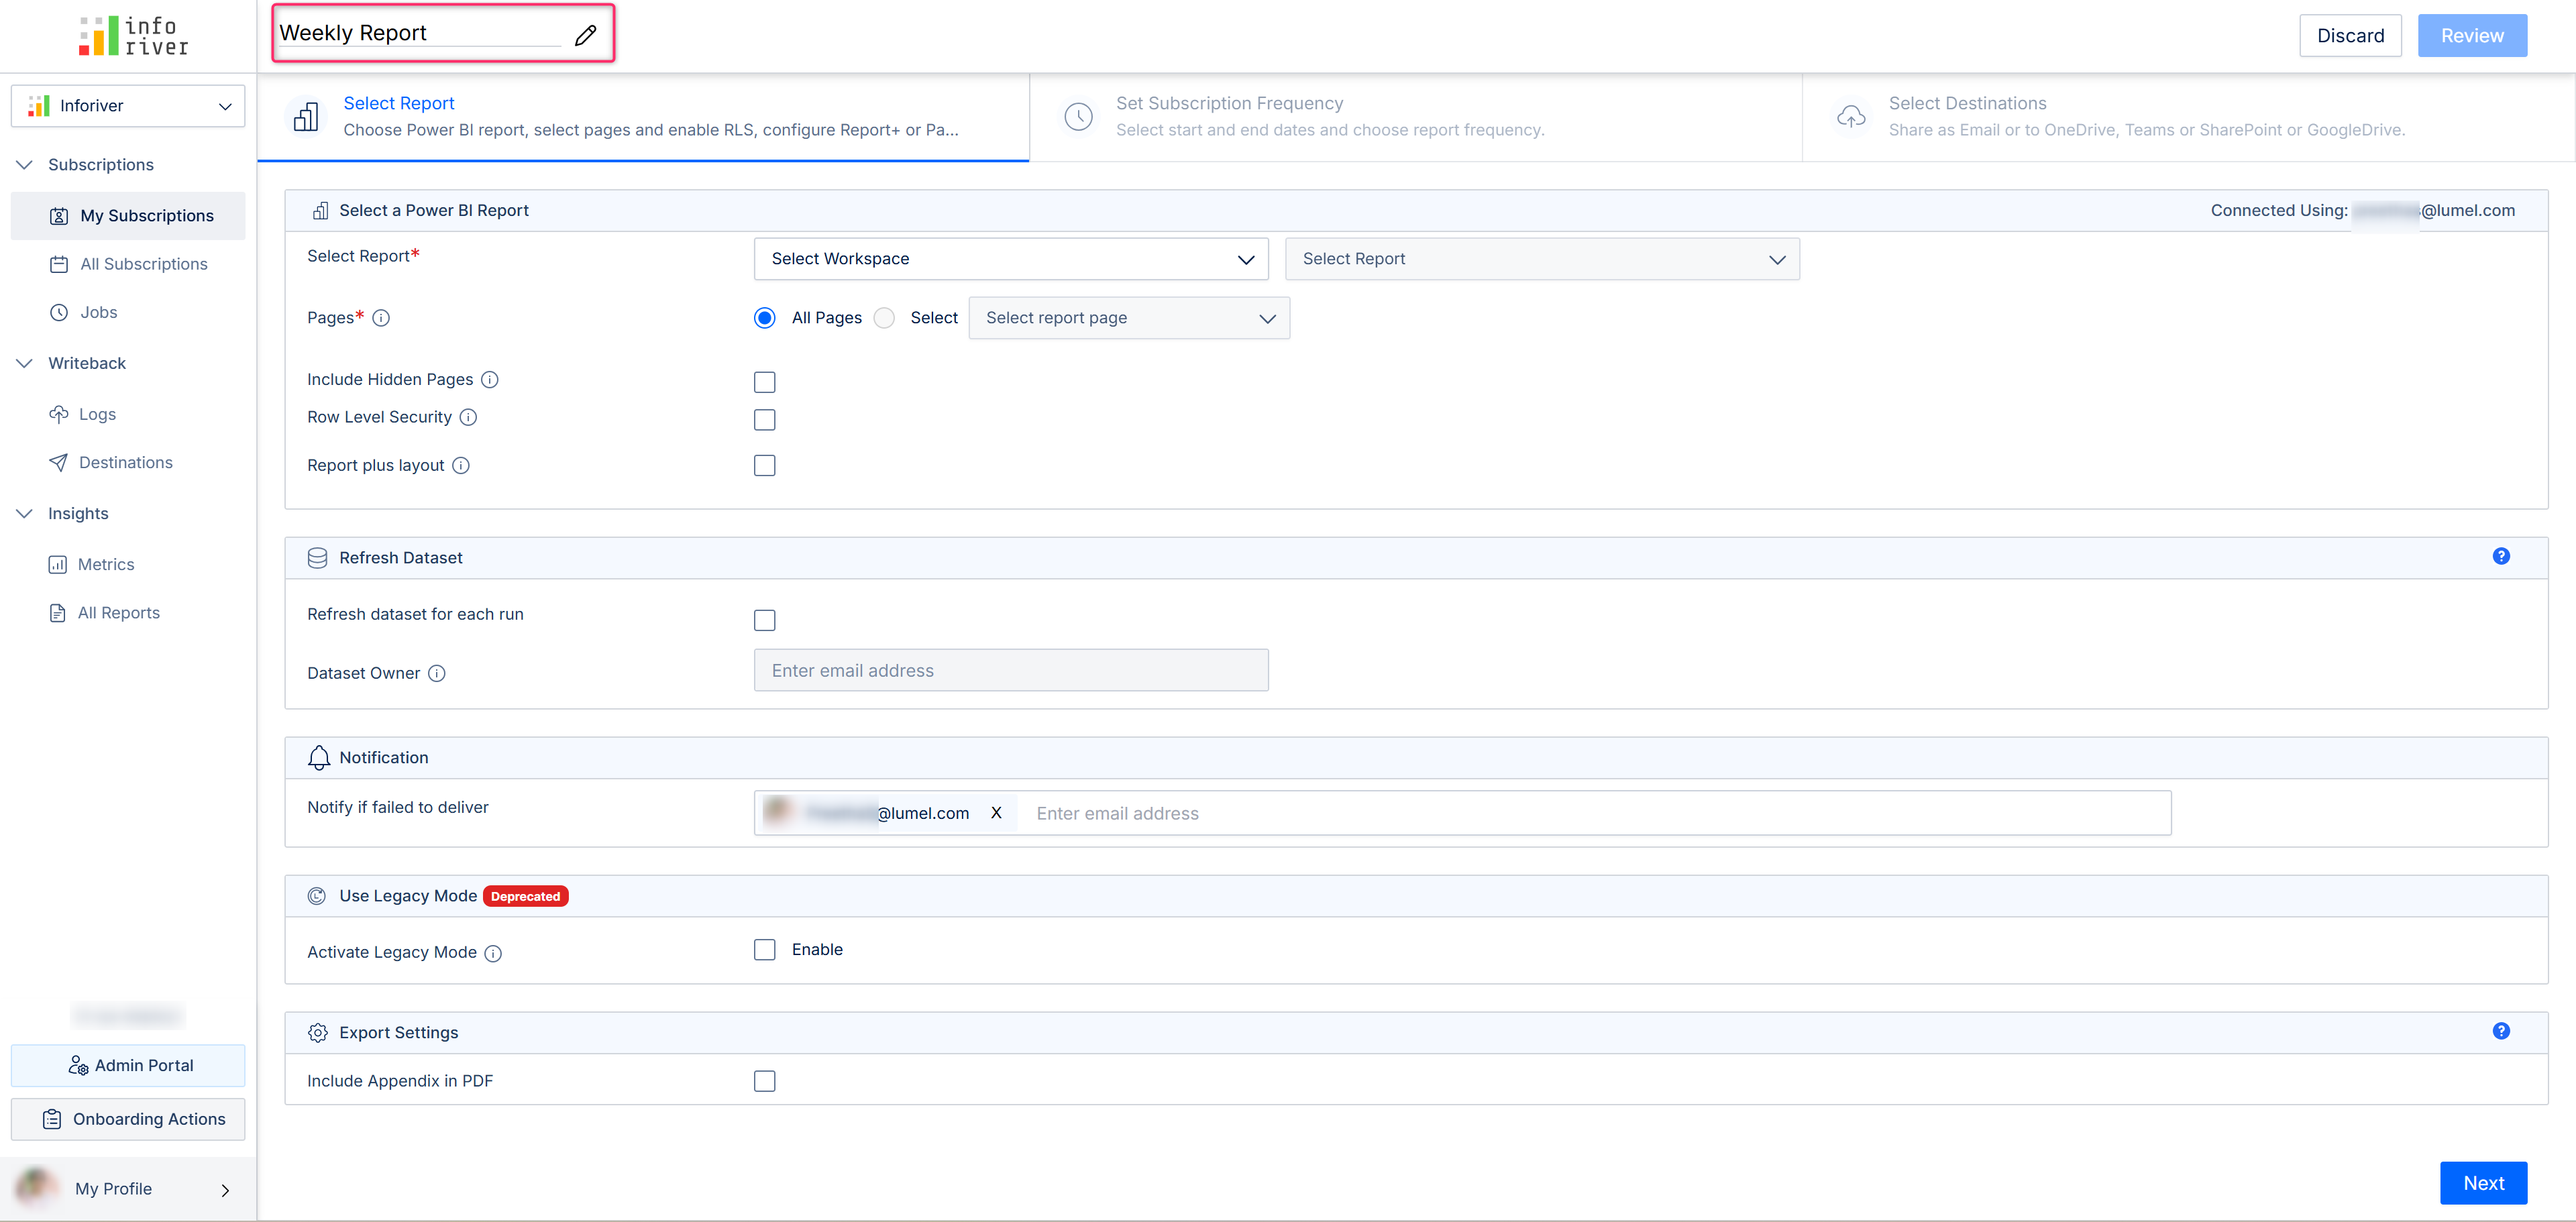 info
river
Weekly Report
Discard
Review
Inforiver
Subscriptions
My Subscriptions
All Subscriptions
Jobs
Writeback
Logs
Destinations
Insights
Metrics
All Reports
Admin Portal
Onboarding Actions
My Profile
Select Report
Choose Power BI report, select pages and enable RLS, configure Report+ or Pa...
Set Subscription Frequency
Select start and end dates and choose report frequency.
Select Destinations
Share as Email or to OneDrive, Teams or SharePoint or GoogleDrive.
Select a Power BI Report
Connected Using: @lumel.com
Select Report*
Select Workspace
Select Report
Pages*
All Pages
Select
Select report page
Include Hidden Pages
Row Level Security
Report plus layout
Refresh Dataset
?
Refresh dataset for each run
Dataset Owner
Enter email address
Notification
Notify if failed to deliver
@lumel.com X
Enter email address
Use Legacy Mode Deprecated
Activate Legacy Mode
Enable
Export Settings
?
Include Appendix in PDF
Next